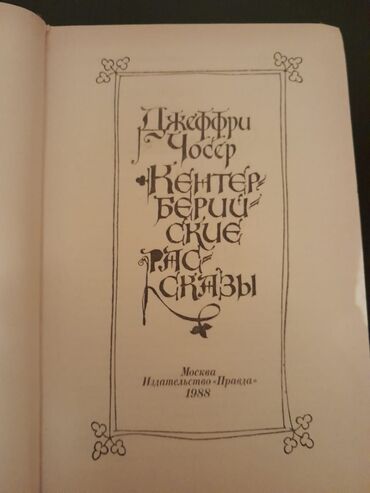 Джеффри
Чосер
Кентер-
берий-
ские
рас-
сказы
Москва
Издательство «Правда»
1988